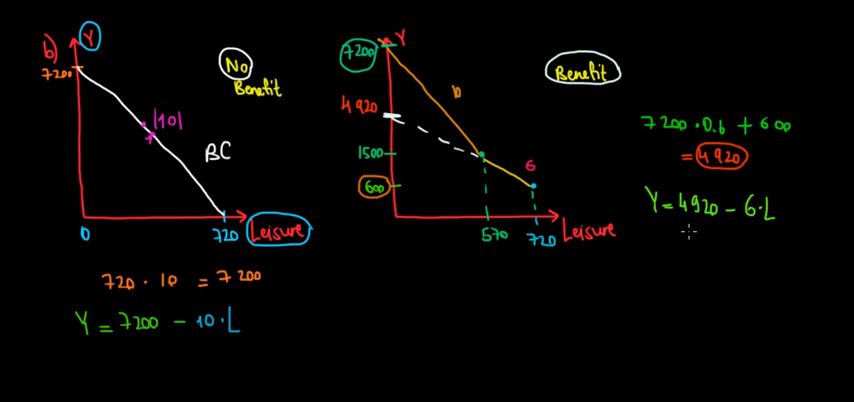 b) Y
7200
No
Benefit
|10|
BC
0
720
Leisure
720 · 10 = 7200
Y = 7200 - 10 · L
Y
7200
10
Benefit
4920
1500
6
600
570
720
Leisure
7200 · 0.6 + 600
= 4920
Y = 4920 - 6 · L